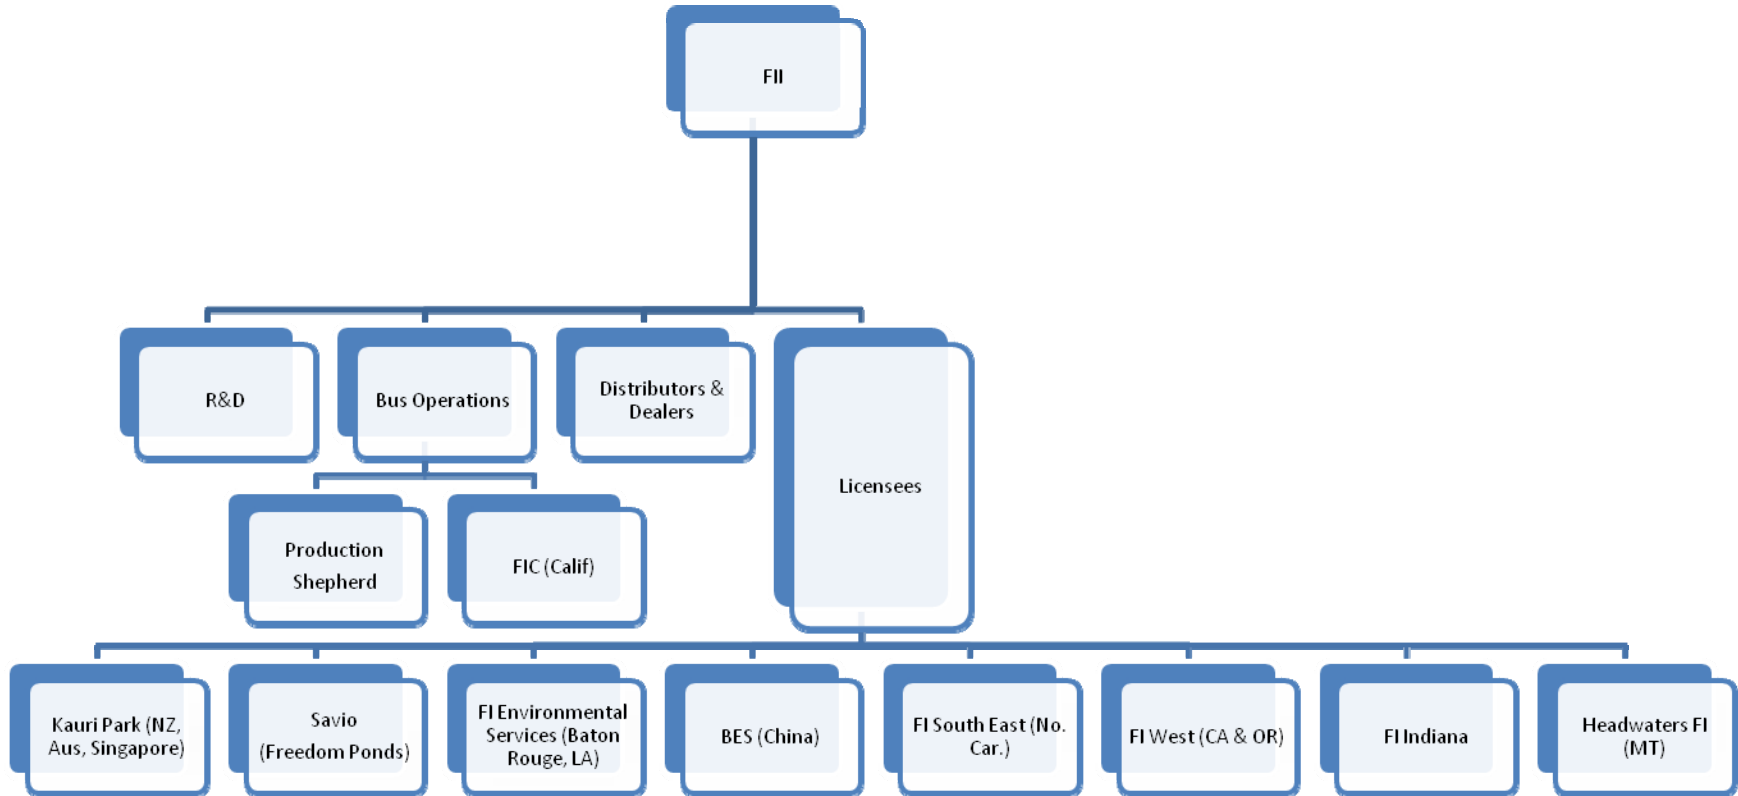 FII
R&D
Bus Operations
Distributors &
Dealers
Licensees
Production
Shepherd
FIC (Calif)
Kauri Park (NZ,
Aus, Singapore)
Savio
(Freedom Ponds)
FI Environmental
Services (Baton
Rouge, LA)
BES (China)
FI South East (No.
Car.)
FI West (CA & OR)
FI Indiana
Headwaters FI
(MT)